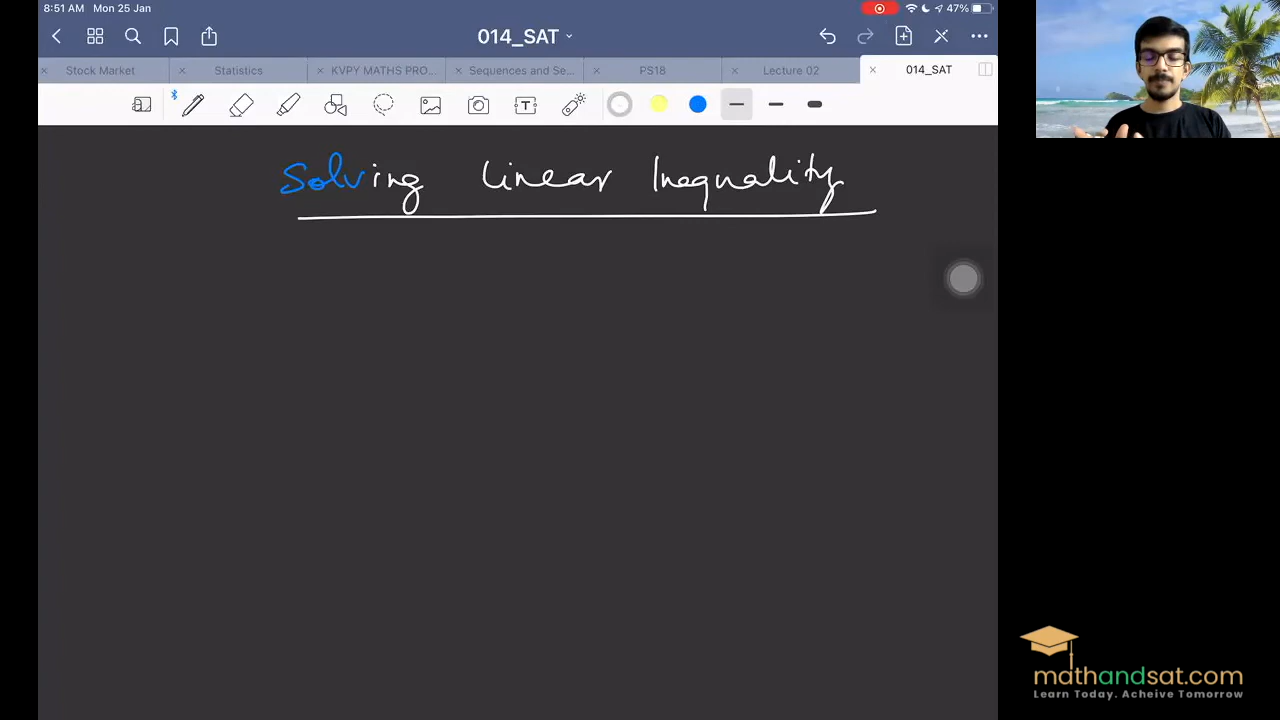 8:51 AM Mon 25 Jan
47%
014_SAT
Stock Market
Statistics
KVPY MATHS PRO...
Sequences and Se...
PS18
Lecture 02
014_SAT
T
Solving Linear Inequality
mathandsat.com
Learn Today. Acheive Tomorrow